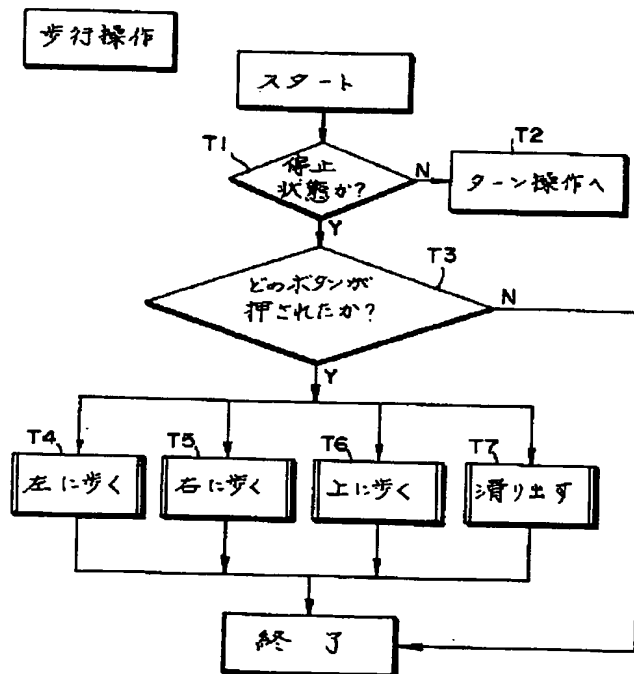 歩行操作
スタート
T1
停止
状態か?
N
T2
ターン操作へ
Y
T3
どのボタンが
押されたか?
N
Y
T4
左に歩く
T5
右に歩く
T6
上に歩く
T7
滑り出す
終了